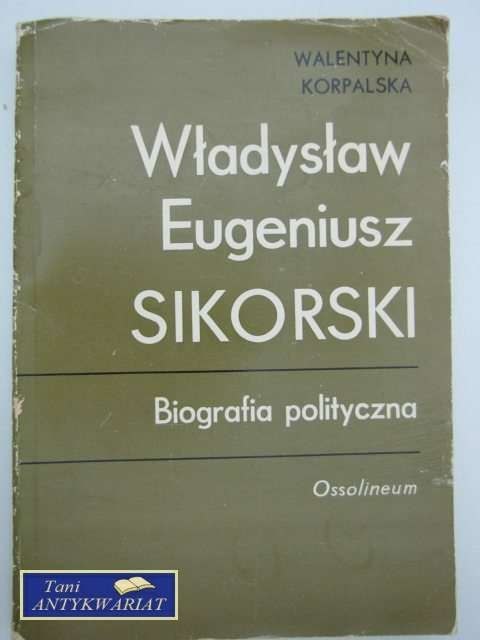 WALENTYNA
KORPALSKA
Władysław
Eugeniusz
SIKORSKI
Biografia polityczna
Ossolineum
Tani
ANTYKWARIAT